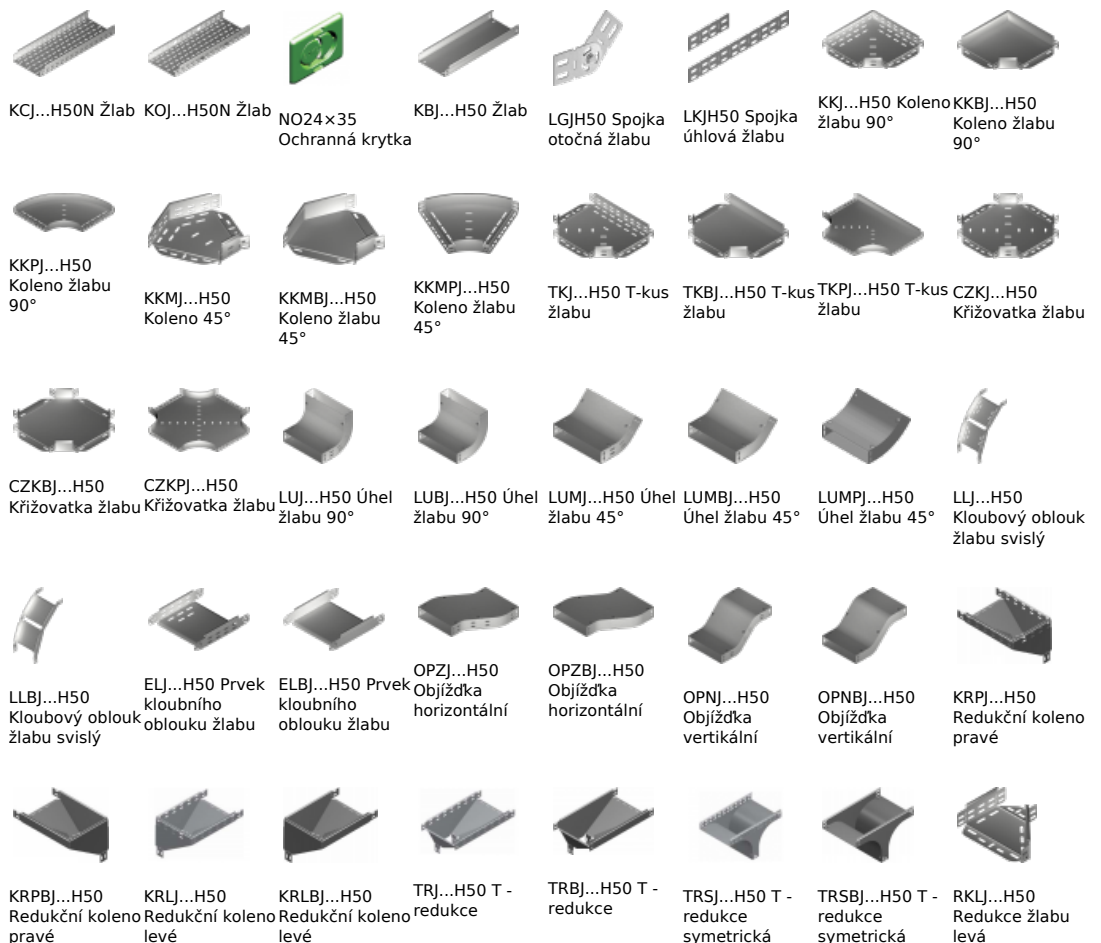 KCJ...H50N Žlab
KOJ...H50N Žlab
NO24×35
Ochranná krytka
KBJ...H50 Žlab
LGJH50 Spojka
otočná žlabu
LKJH50 Spojka
úhlová žlabu
KKJ...H50 Koleno
žlabu 90°
KKBJ...H50
Koleno žlabu
90°
KKPJ...H50
Koleno žlabu
90°
KKMJ...H50
Koleno 45°
KKMBJ...H50
Koleno žlabu
45°
KKMPJ...H50
Koleno žlabu
45°
TKJ...H50 T-kus
žlabu
TKBJ...H50 T-kus
žlabu
TKPJ...H50 T-kus
žlabu
CZKJ...H50
Křižovatka žlabu
CZKBJ...H50
Křižovatka žlabu
CZKPJ...H50
Křižovatka žlabu
LUJ...H50 Úhel
žlabu 90°
LUBJ...H50 Úhel
žlabu 90°
LUMJ...H50 Úhel
žlabu 45°
LUMBJ...H50
Úhel žlabu 45°
LUMPJ...H50
Úhel žlabu 45°
LLJ...H50
Kloubový oblouk
žlabu svislý
LLBJ...H50
Kloubový oblouk
žlabu svislý
ELJ...H50 Prvek
kloubního
oblouku žlabu
ELBJ...H50 Prvek
kloubního
oblouku žlabu
OPZJ...H50
Objížďka
horizontální
OPZBJ...H50
Objížďka
horizontální
OPNJ...H50
Objížďka
vertikální
OPNBJ...H50
Objížďka
vertikální
KRPJ...H50
Redukční koleno
pravé
KRPBJ...H50
Redukční koleno
pravé
KRLJ...H50
Redukční koleno
levé
KRLBJ...H50
Redukční koleno
levé
TRJ...H50 T -
redukce
TRBJ...H50 T -
redukce
TRSJ...H50 T -
redukce
symetrická
TRSBJ...H50 T -
redukce
symetrická
RKLJ...H50
Redukce žlabu
levá